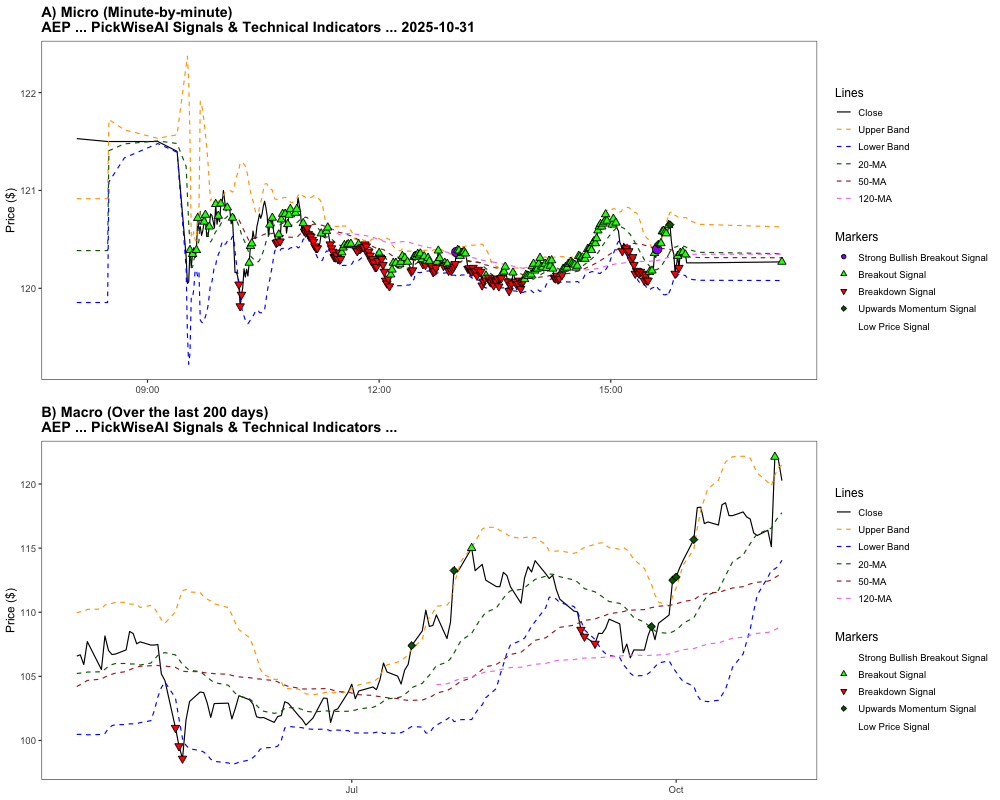 A) Micro (Minute-by-minute)
AEP ... PickWiseAI Signals & Technical Indicators ... 2025-10-31
Price ($)
122
121
120
09:00
12:00
15:00
Lines
Close
Upper Band
Lower Band
20-MA
50-MA
120-MA
Markers
Strong Bullish Breakout Signal
Breakout Signal
Breakdown Signal
Upwards Momentum Signal
Low Price Signal
B) Macro (Over the last 200 days)
AEP ... PickWiseAI Signals & Technical Indicators ...
Price ($)
120
115
110
105
100
Jul
Oct
Lines
Close
Upper Band
Lower Band
20-MA
50-MA
120-MA
Markers
Strong Bullish Breakout Signal
Breakout Signal
Breakdown Signal
Upwards Momentum Signal
Low Price Signal